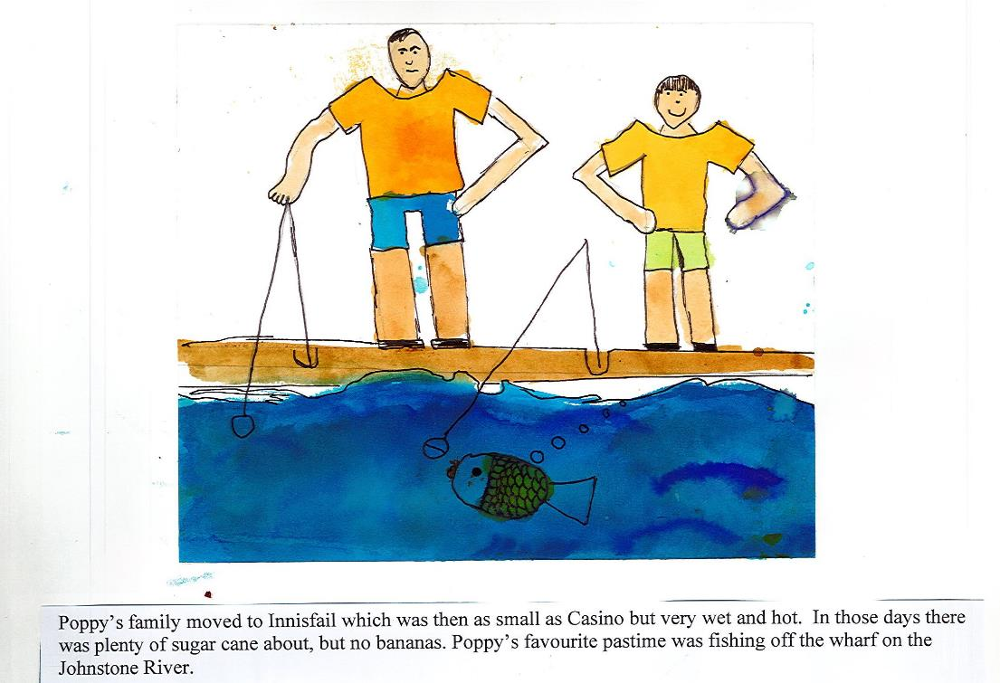 Poppy's family moved to Innisfail which was then as small as Casino but very wet and hot.  In those days there
was plenty of sugar cane about, but no bananas. Poppy's favourite pastime was fishing off the wharf on the
Johnstone River.